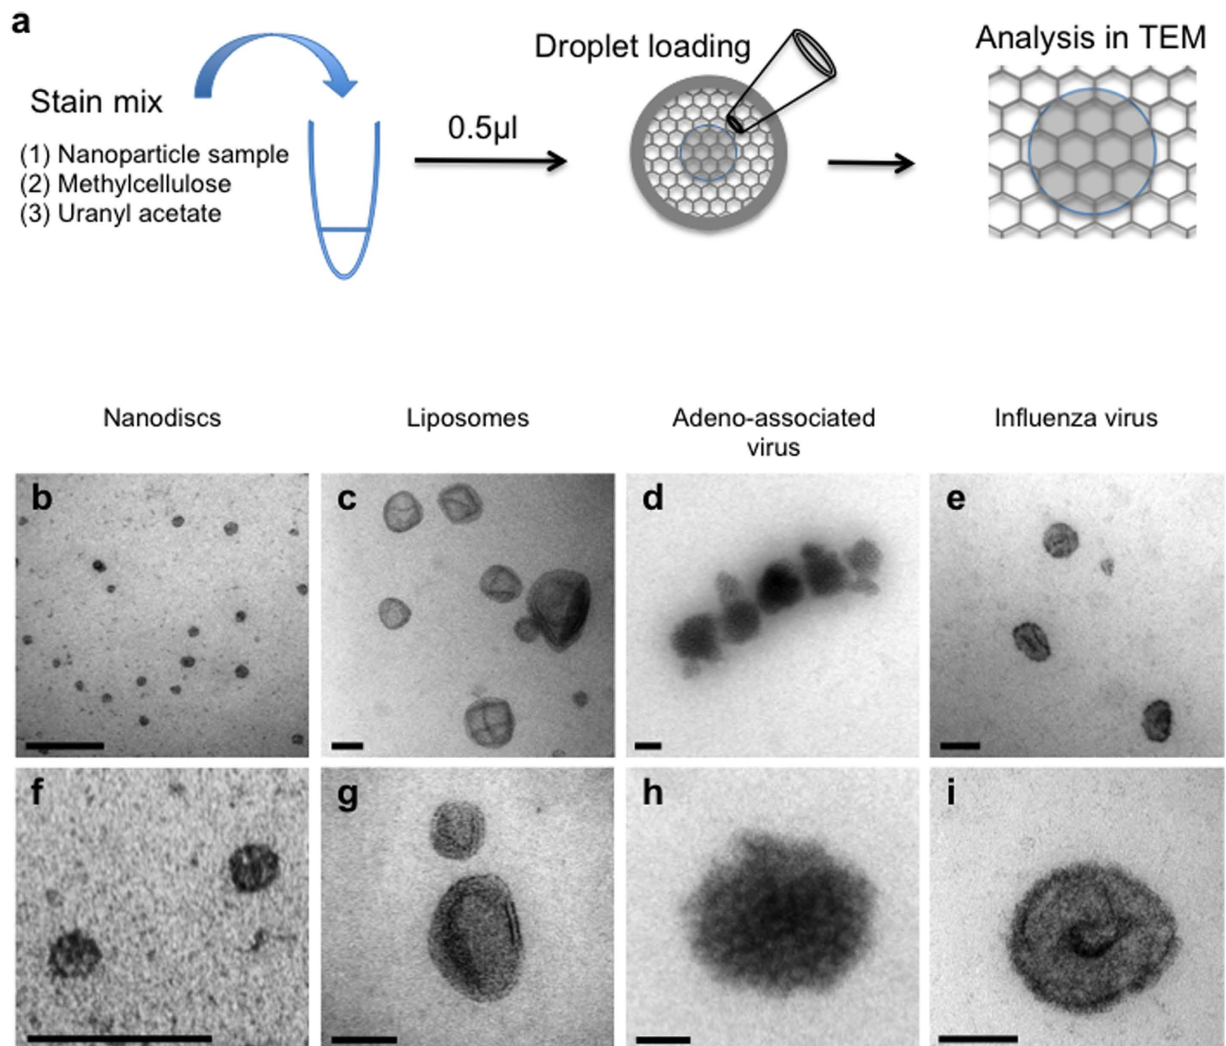 a
Stain mix
(1) Nanoparticle sample
(2) Methylcellulose
(3) Uranyl acetate
0.5µl
Droplet loading
Analysis in TEM
Nanodiscs
Liposomes
Adeno-associated
virus
Influenza virus
b
c
d
e
f
g
h
i